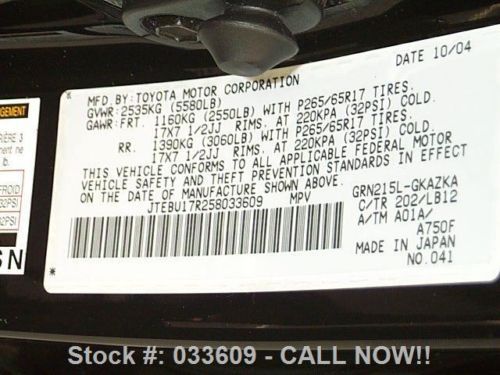 DATE 10/04
MFD.BY:TOYOTA MOTOR CORPORATION
GVWR:2535KG (5580LB)
GAWR:FRT. 1160KG (2550LB) WITH P265/65R17 TIRES.
17X7 1/2JJ RIMS. AT 220KPA (32PSI) COLD.
RR. 1390KG (3060LB) WITH P265/65R17 TIRES.
17X7 1/2JJ RIMS. AT 220KPA (32PSI) COLD.
THIS VEHICLE CONFORMS TO ALL APPLICABLE FEDERAL MOTOR
VEHICLE SAFETY AND THEFT PREVENTION STANDARDS IN EFFECT
ON THE DATE OF MANUFACTURE SHOWN ABOVE.
JTEBU17R258033609 MPV
GRN215L-GKAZKA
C/TR 202/LB12
A/TM A01A/
A750F
MADE IN JAPAN
NO.041
Stock #: 033609 - CALL NOW!!